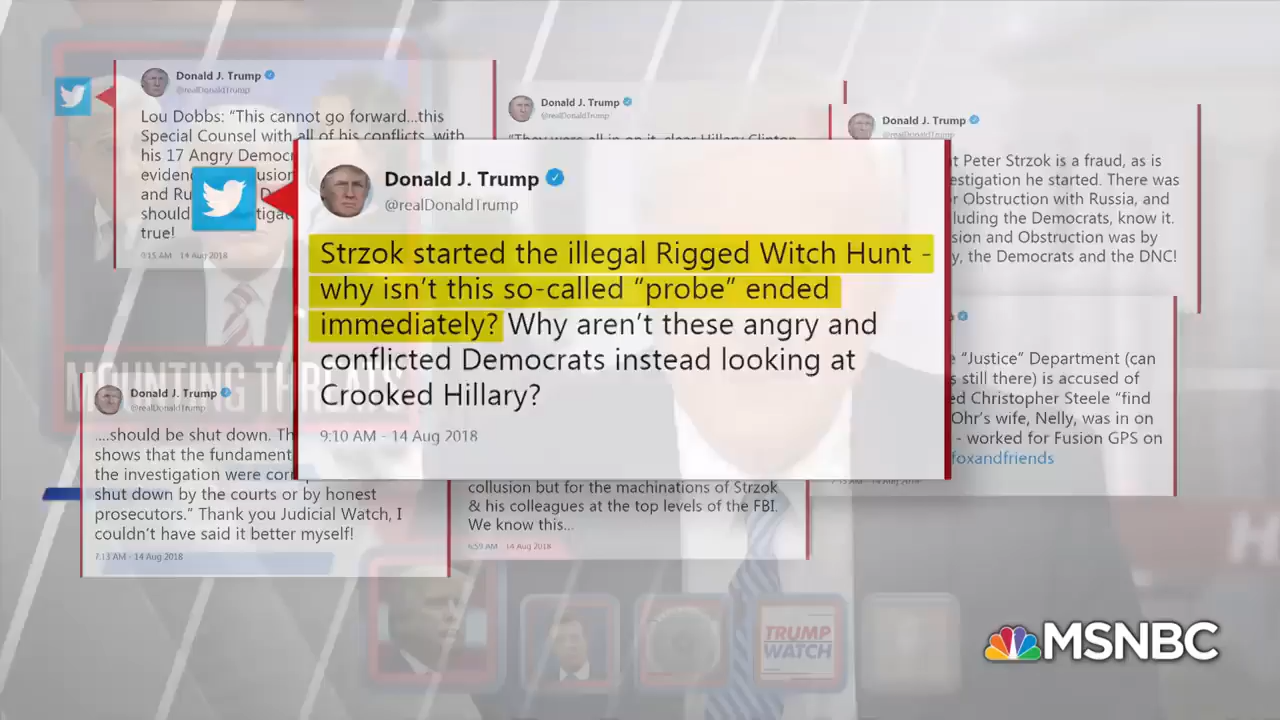 Donald J. Trump
@realDonaldTrump
Lou Dobbs: “This cannot go forward...this
Special Counsel with all of his conflicts, with
his 17 Angry Democr
eviden usion
and Ru D
should tigat
true!
9:15 AM - 14 Aug 2018
Donald J. Trump
@realDonaldTrump
“They were all in on it, clear Hillary Clinton
Donald J. Trump
@realDonaldTrump
t Peter Strzok is a fraud, as is
estigation he started. There was
r Obstruction with Russia, and
luding the Democrats, know it.
sion and Obstruction was by
y, the Democrats and the DNC!
Donald J. Trump
@realDonaldTrump
Strzok started the illegal Rigged Witch Hunt -
why isn’t this so-called “probe” ended
immediately? Why aren’t these angry and
conflicted Democrats instead looking at
Crooked Hillary?
9:10 AM - 14 Aug 2018
e “Justice” Department (can
s still there) is accused of
ed Christopher Steele “find
Ohr’s wife, Nelly, was in on
- worked for Fusion GPS on
foxandfriends
MOUNTING THREATS
Donald J. Trump
@realDonaldTrump
....should be shut down. Th
shows that the fundament
the investigation were corr
shut down by the courts or by honest
prosecutors.” Thank you Judicial Watch, I
couldn’t have said it better myself!
7:13 AM - 14 Aug 2018
collusion but for the machinations of Strzok
& his colleagues at the top levels of the FBI.
We know this...
6:59 AM - 14 Aug 2018
TRUMP
WATCH
MSNBC